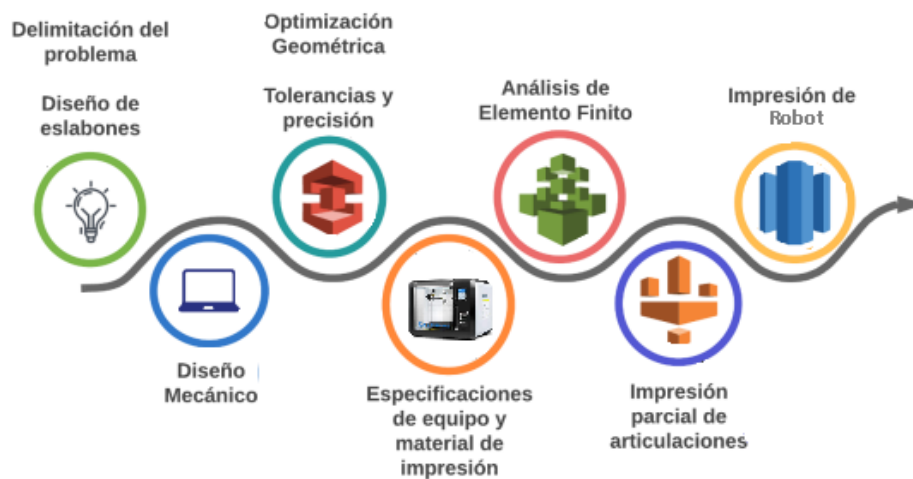 Delimitación del
problema
Diseño de
eslabones
Diseño
Mecánico
Optimización
Geométrica
Tolerancias y
precisión
Especificaciones
de equipo y
material de
impresión
Análisis de
Elemento Finito
Impresión
parcial de
articulaciones
Impresión de
Robot